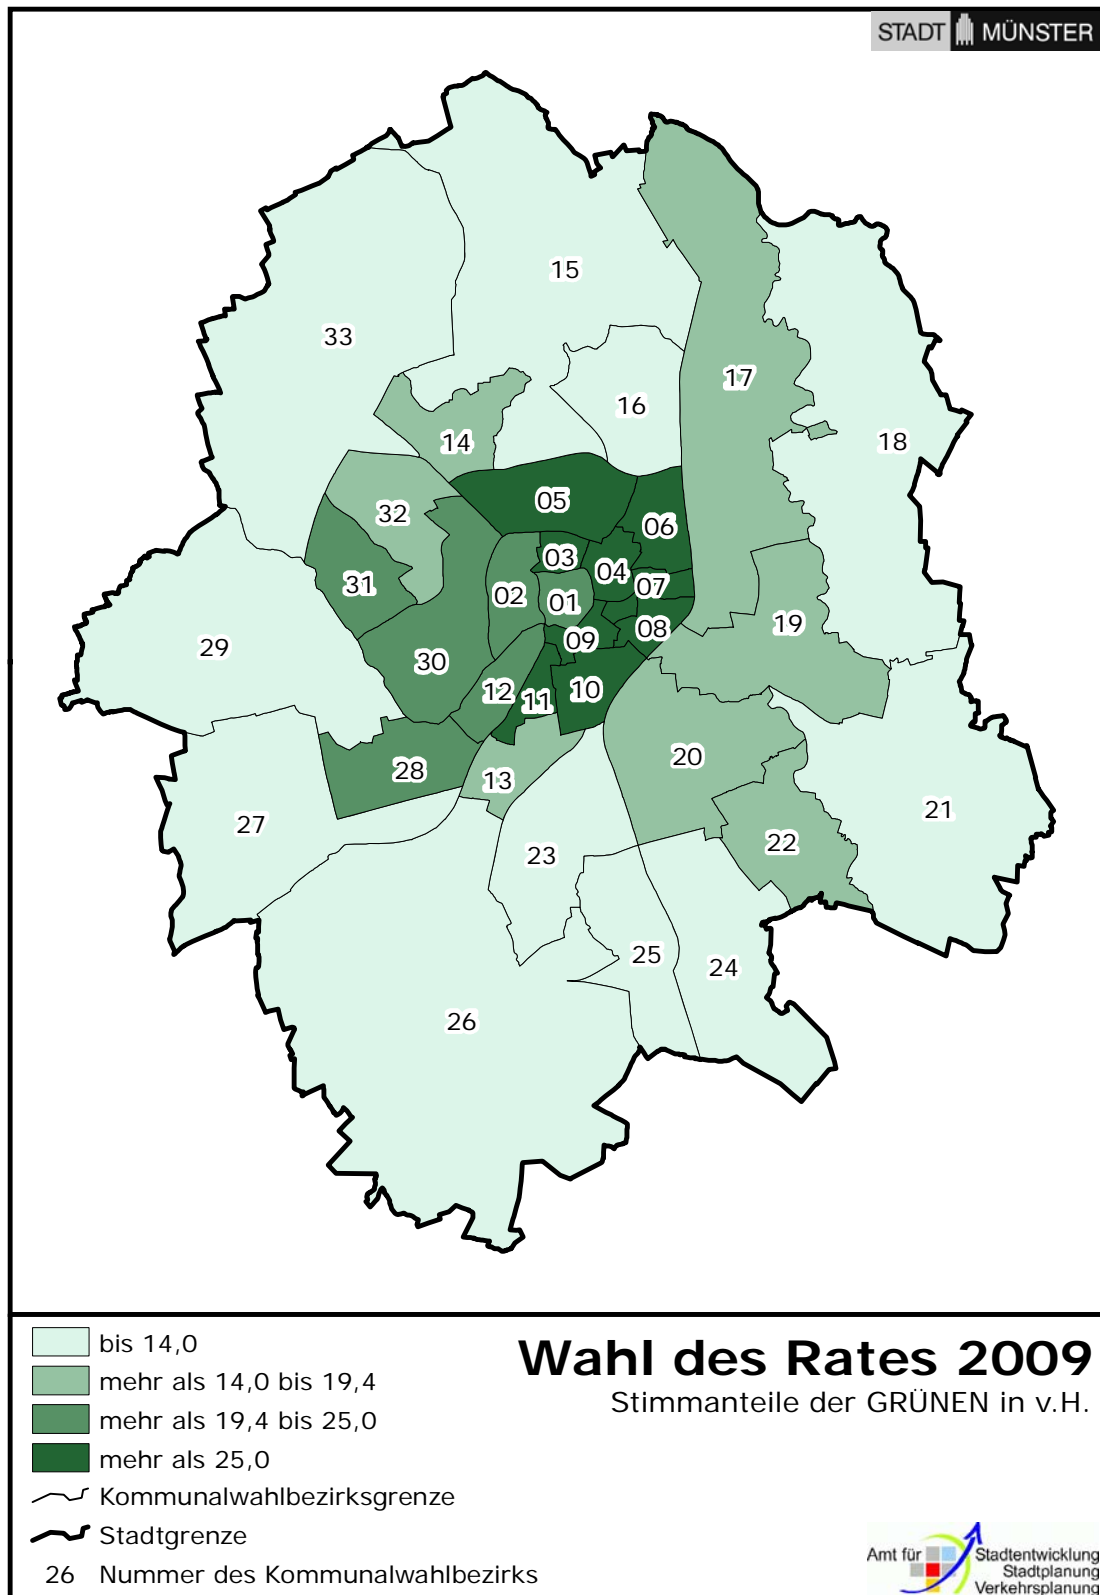 STADT MÜNSTER
15
33
17
16
14
18
05
32
06
03
04
31
07
02
01
19
08
09
29
30
12
10
11
20
28
13
21
27
22
23
25
24
26
bis 14,0
mehr als 14,0 bis 19,4
mehr als 19,4 bis 25,0
mehr als 25,0
Kommunalwahlbezirksgrenze
Stadtgrenze
26 Nummer des Kommunalwahlbezirks
Wahl des Rates 2009
Stimmanteile der GRÜNEN in v.H.
Amt für Stadtentwicklung
Stadtplanung
Verkehrsplanung